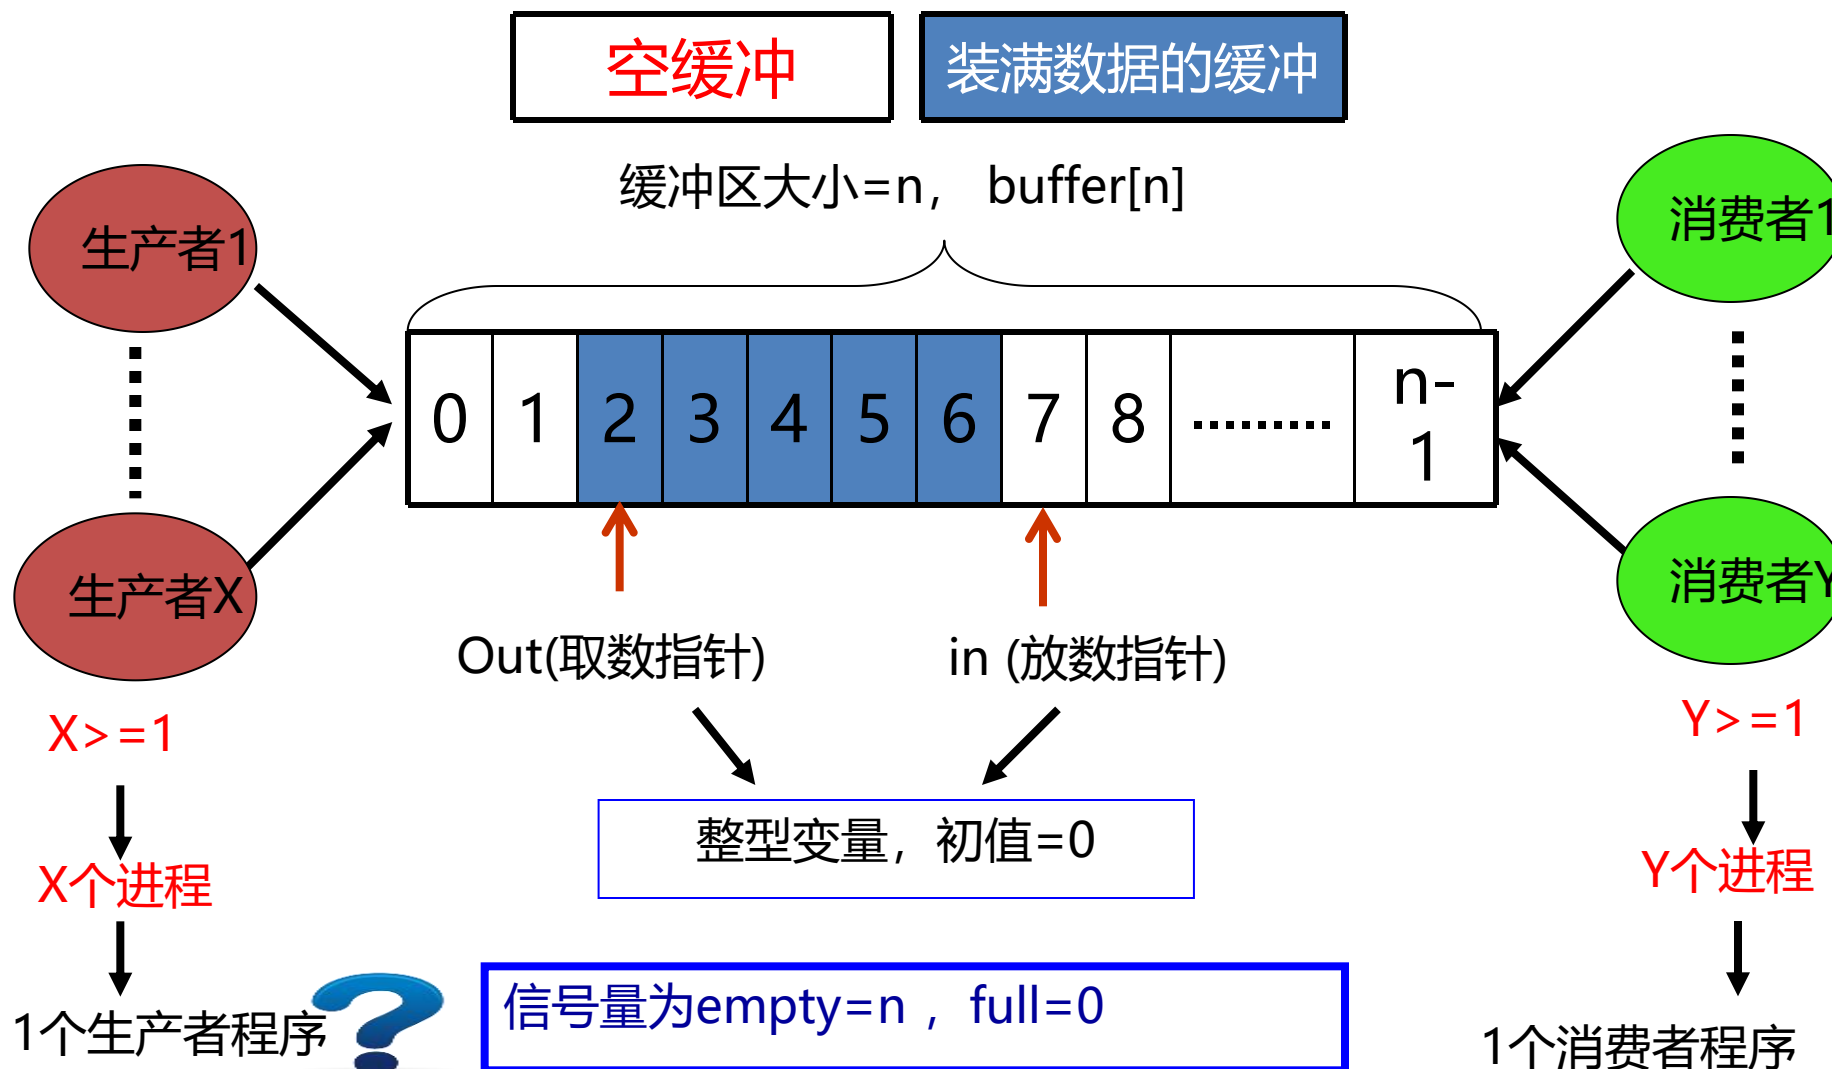 空缓冲
装满数据的缓冲
缓冲区大小=n， buffer[n]
生产者1
消费者1
0 1 2 3 4 5 6 7 8 ......... n-
1
生产者X
消费者Y
Out(取数指针)
in (放数指针)
X>=1
Y>=1
整型变量，初值=0
X个进程
Y个进程
信号量为empty=n ，full=0
1个生产者程序
?
1个消费者程序